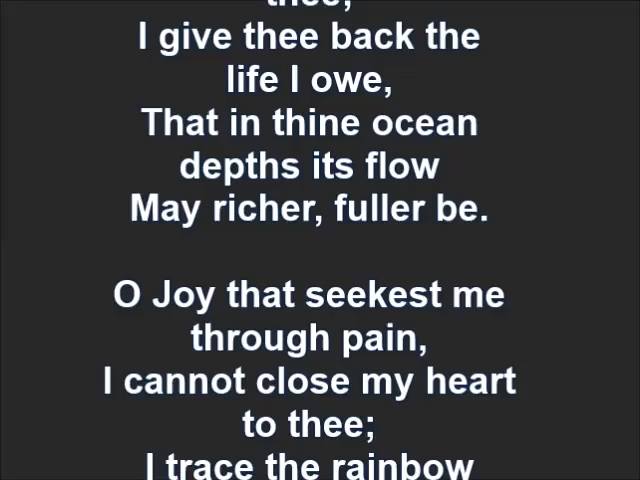 thee,
I give thee back the
life I owe,
That in thine ocean
depths its flow
May richer, fuller be.
O Joy that seekest me
through pain,
I cannot close my heart
to thee;
I trace the rainbow